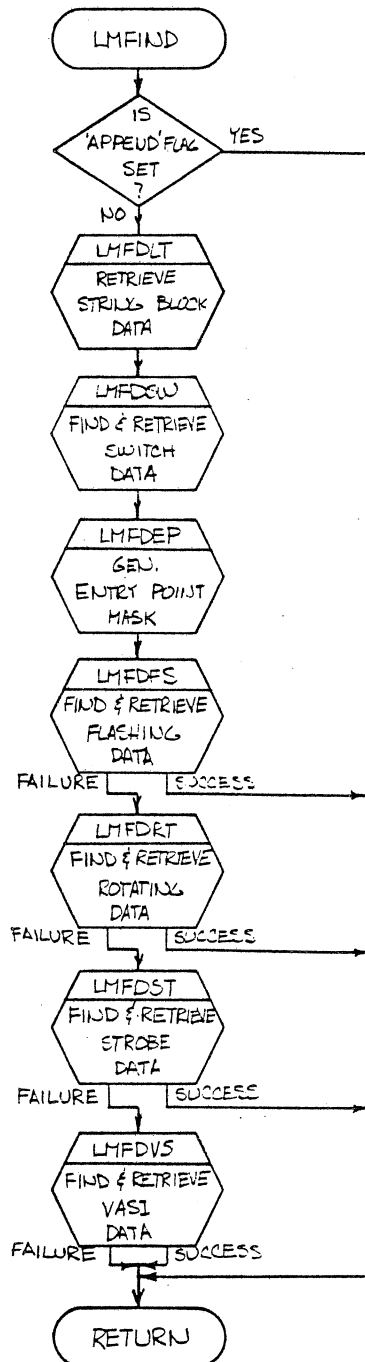 LMFIND
IS
'APPEND' FLAG
SET
?
YES
NO
LMFDLT
RETRIEVE
STRING BLOCK
DATA
LMFDSW
FIND & RETRIEVE
SWITCH
DATA
LMFDEP
GEN.
ENTRY POINT
MASK
LMFDFS
FIND & RETRIEVE
FLASHING
DATA
FAILURE
SUCCESS
LMFDRT
FIND & RETRIEVE
ROTATING
DATA
FAILURE
SUCCESS
LMFDST
FIND & RETRIEVE
STROBE
DATA
FAILURE
SUCCESS
LMFDVS
FIND & RETRIEVE
VASI
DATA
FAILURE
SUCCESS
RETURN